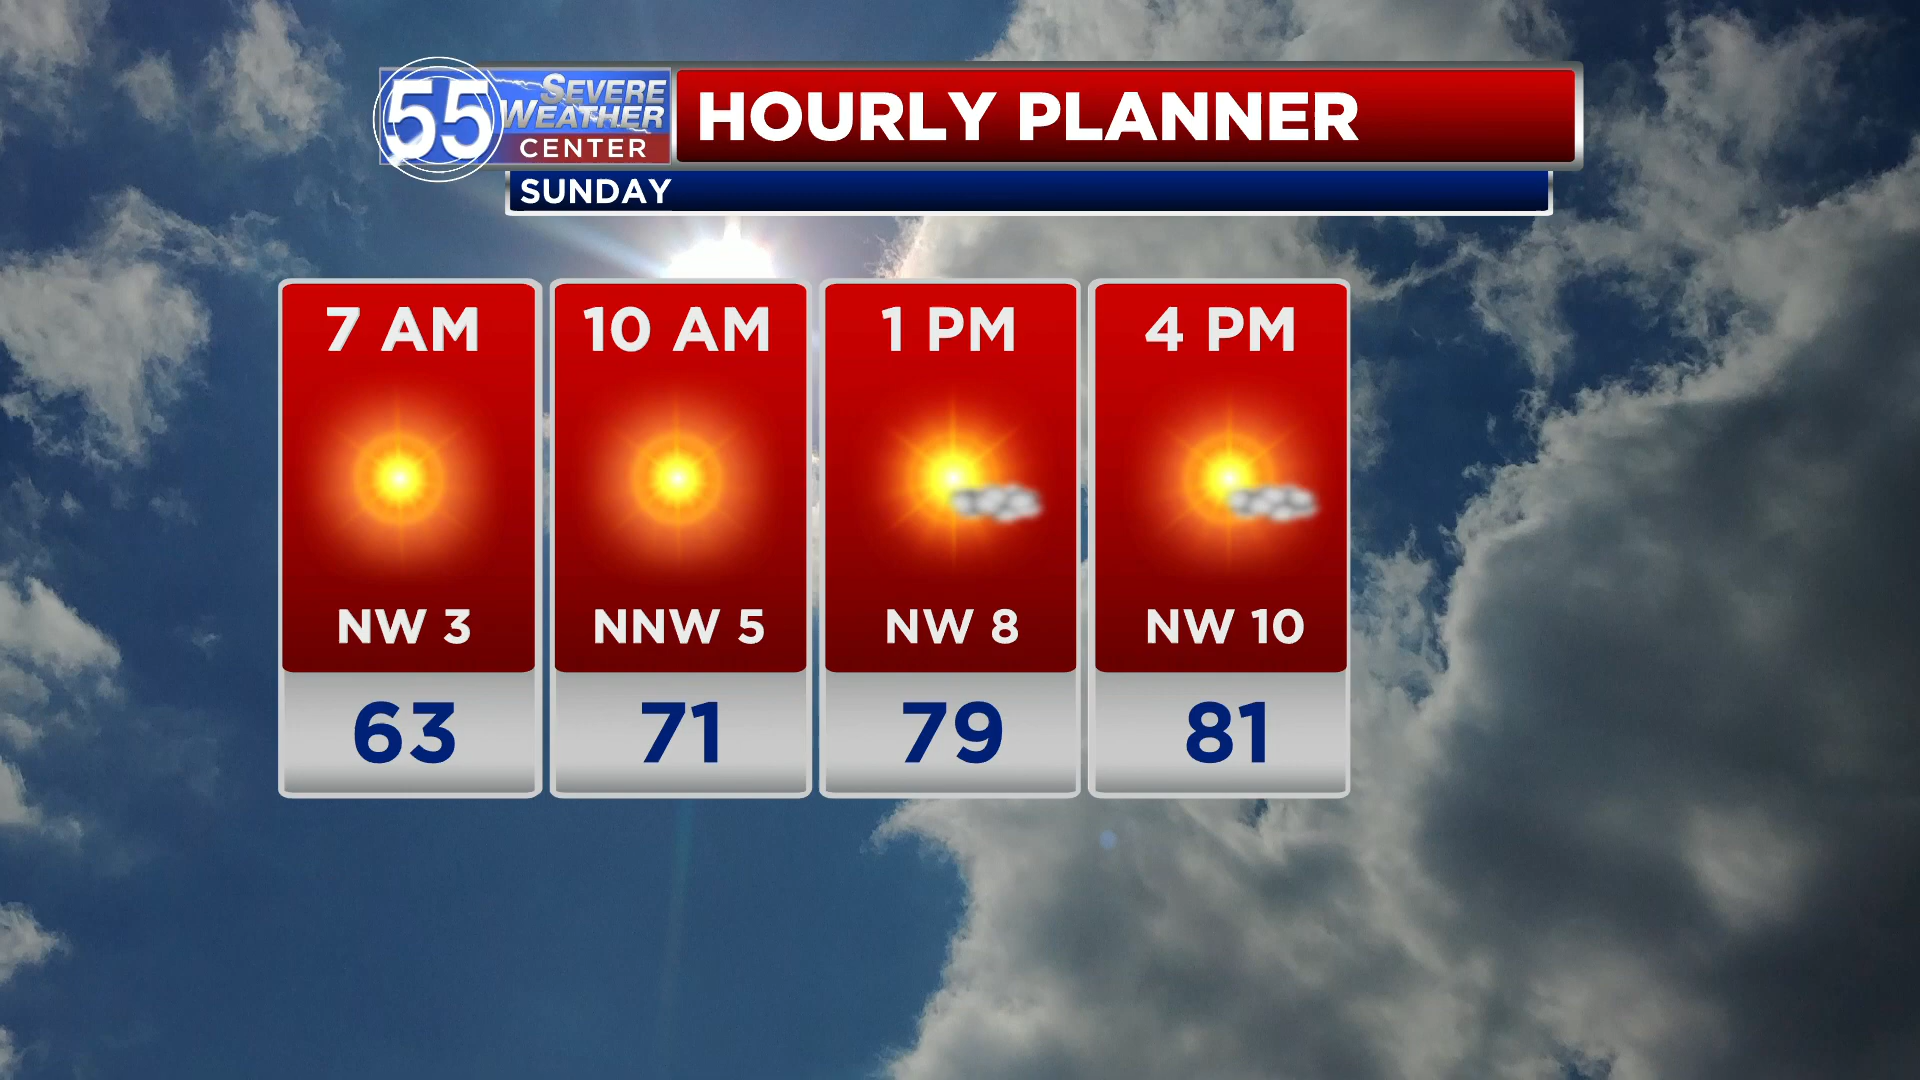 55 SEVERE WEATHER CENTER
HOURLY PLANNER
SUNDAY
7 AM
NW 3
63
10 AM
NNW 5
71
1 PM
NW 8
79
4 PM
NW 10
81